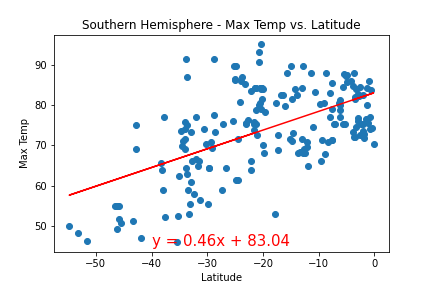 Southern Hemisphere - Max Temp vs. Latitude
Max Temp
90
80
70
60
50
y = 0.46x + 83.04
−50
−40
−30
−20
−10
0
Latitude